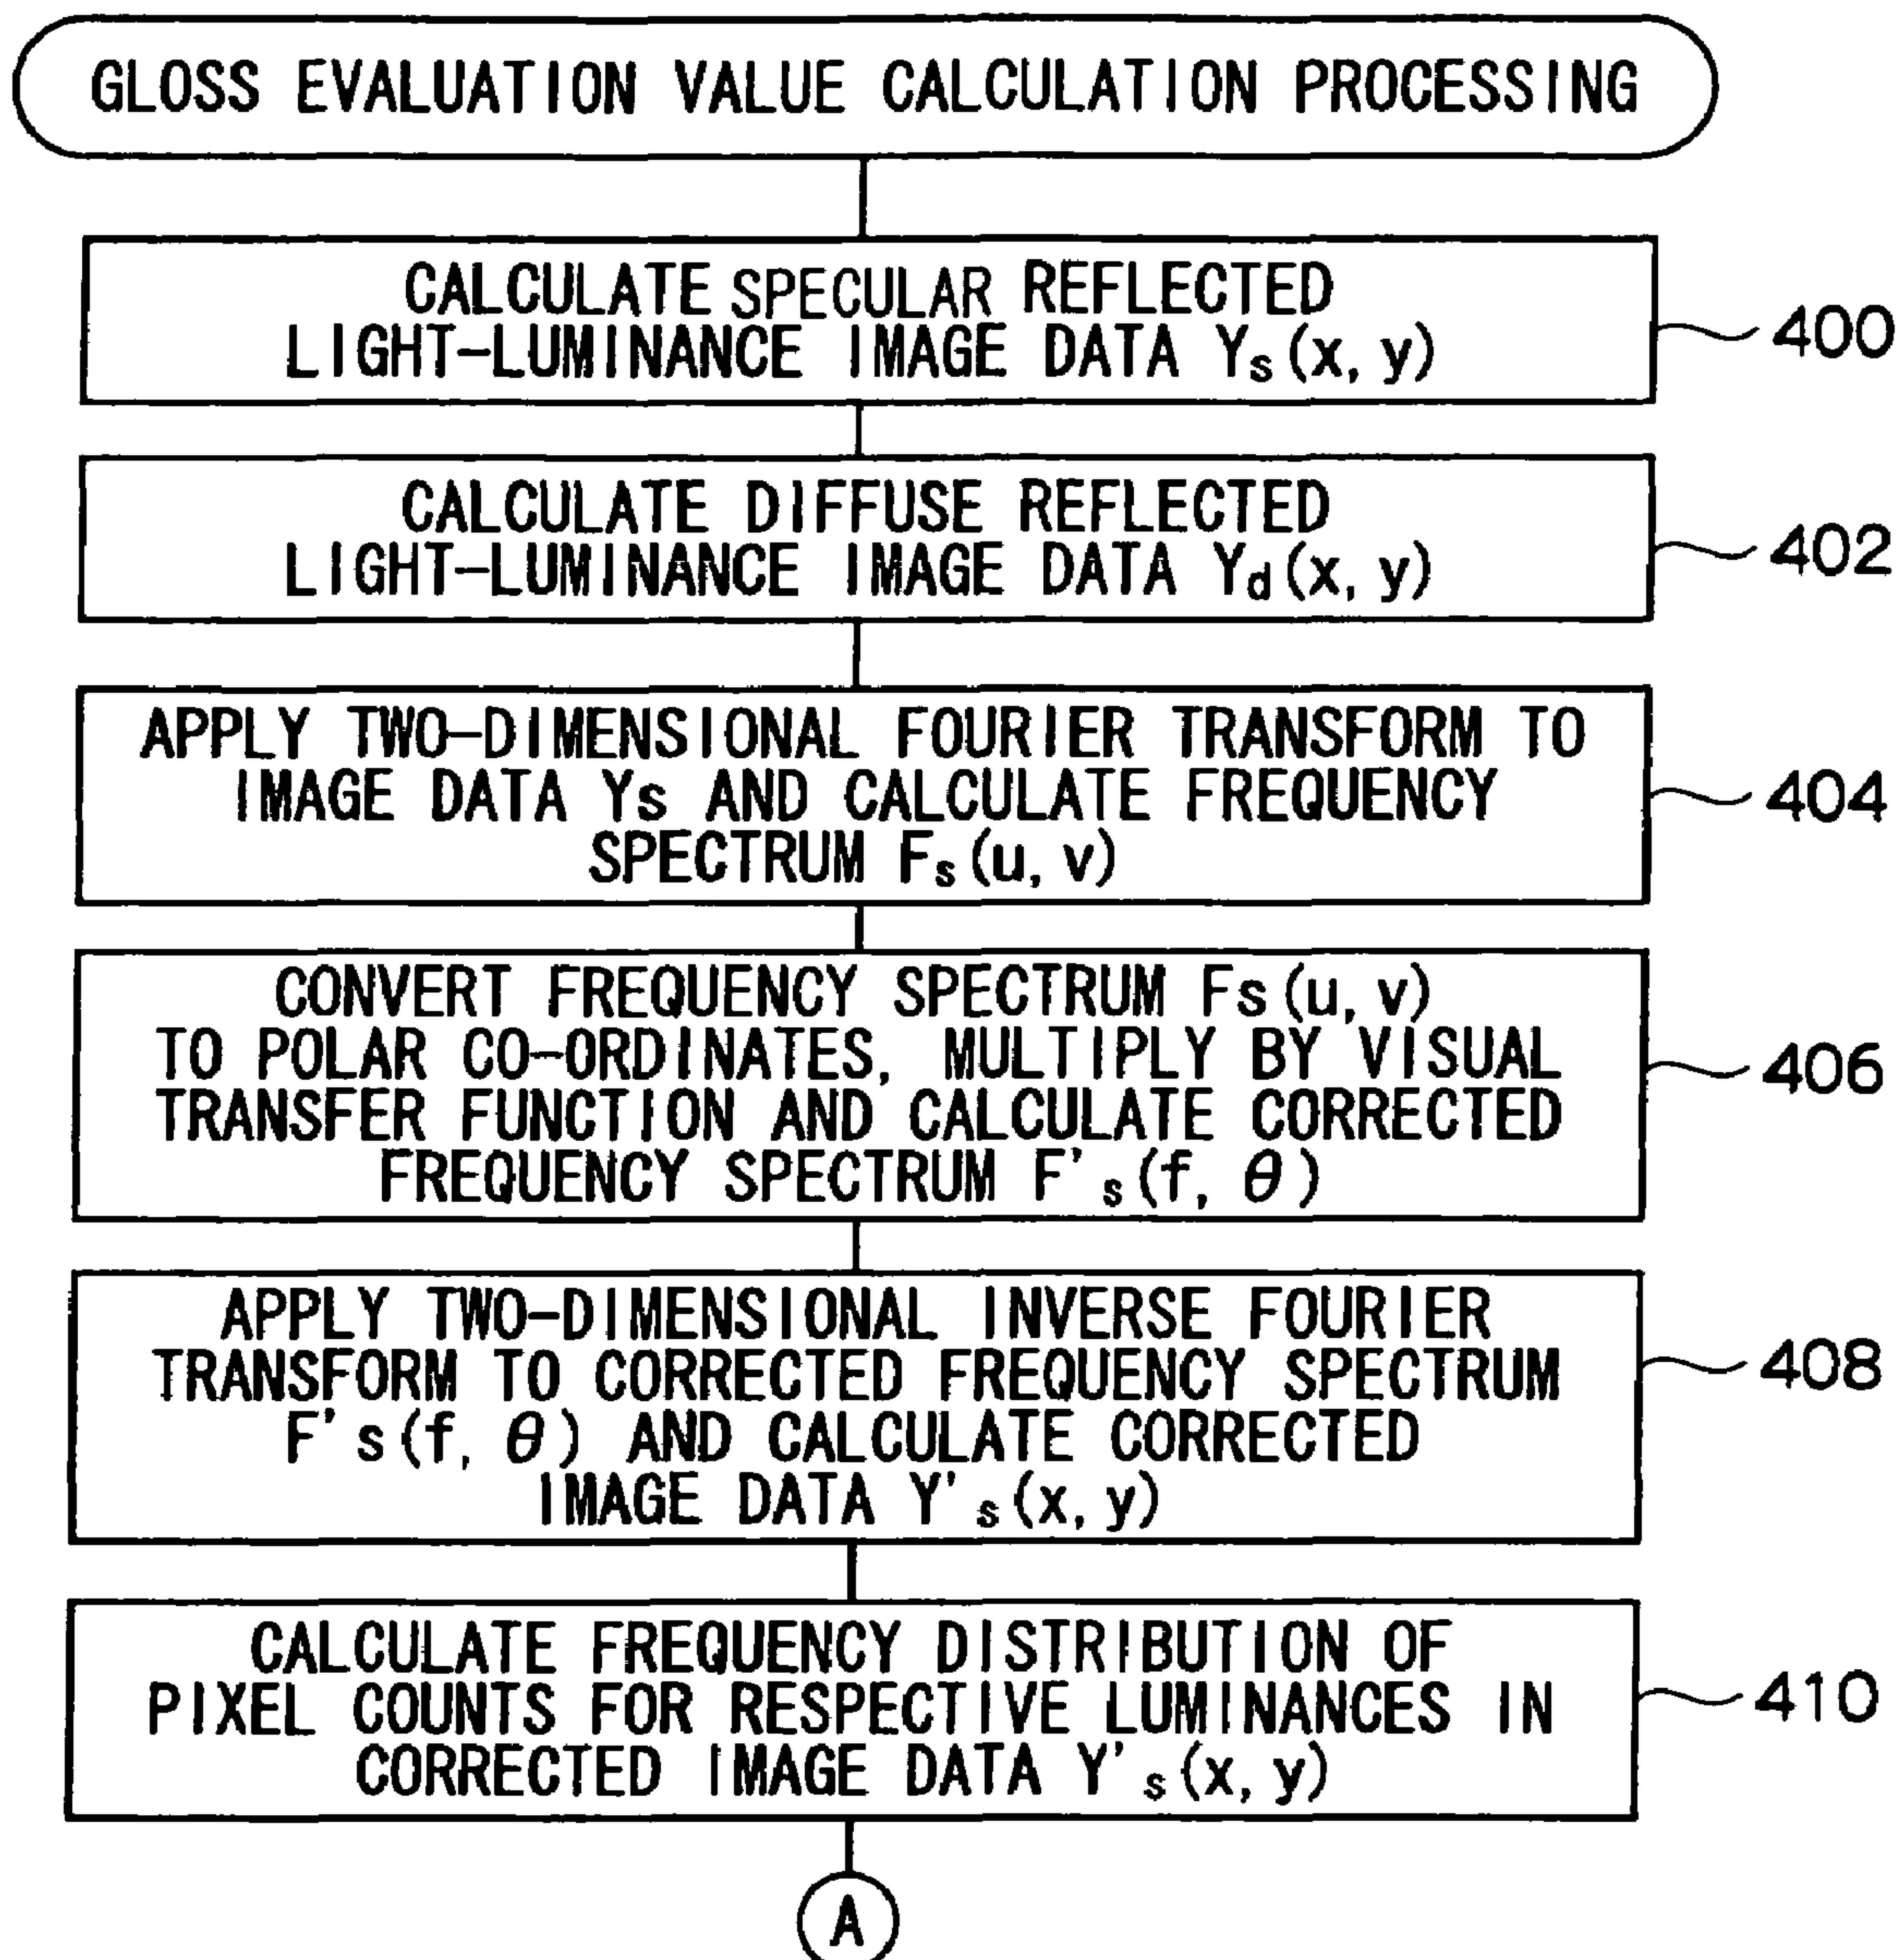 GLOSS EVALUATION VALUE CALCULATION PROCESSING
CALCULATE SPECULAR REFLECTED
LIGHT-LUMINANCE IMAGE DATA Ys(x, y)
400
CALCULATE DIFFUSE REFLECTED
LIGHT-LUMINANCE IMAGE DATA Yd(x, y)
402
APPLY TWO-DIMENSIONAL FOURIER TRANSFORM TO
IMAGE DATA Ys AND CALCULATE FREQUENCY
SPECTRUM Fs(u, v)
404
CONVERT FREQUENCY SPECTRUM Fs(u, v)
TO POLAR CO-ORDINATES, MULTIPLY BY VISUAL
TRANSFER FUNCTION AND CALCULATE CORRECTED
FREQUENCY SPECTRUM F's(f, θ)
406
APPLY TWO-DIMENSIONAL INVERSE FOURIER
TRANSFORM TO CORRECTED FREQUENCY SPECTRUM
F's(f, θ) AND CALCULATE CORRECTED
IMAGE DATA Y's(x, y)
408
CALCULATE FREQUENCY DISTRIBUTION OF
PIXEL COUNTS FOR RESPECTIVE LUMINANCES IN
CORRECTED IMAGE DATA Y's(x, y)
410
A